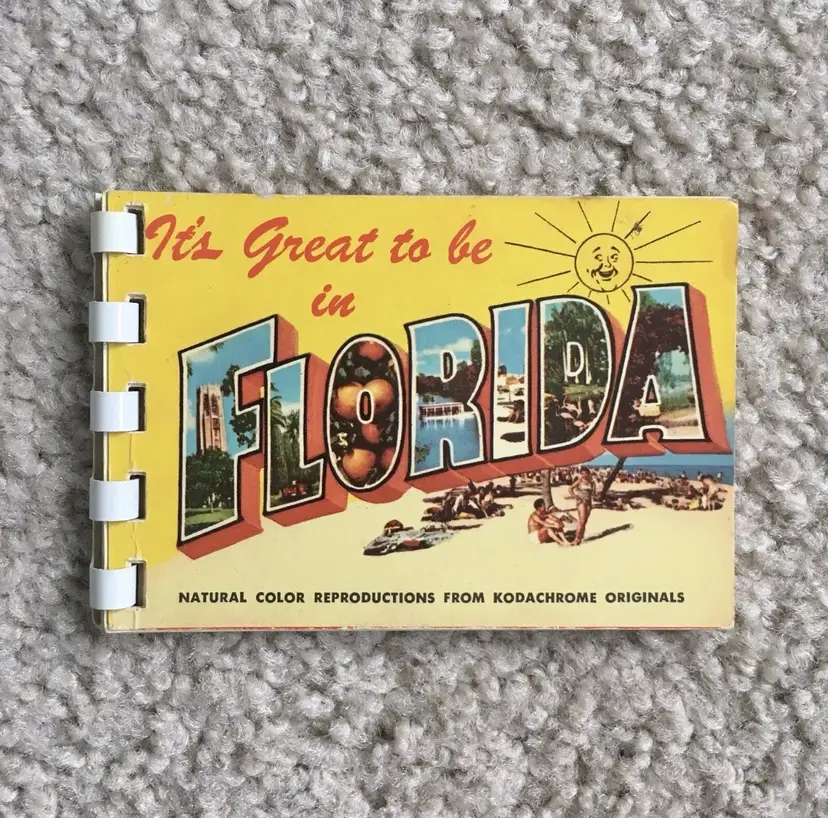 It's Great to be
in
FLORIDA
NATURAL COLOR REPRODUCTIONS FROM KODACHROME ORIGINALS